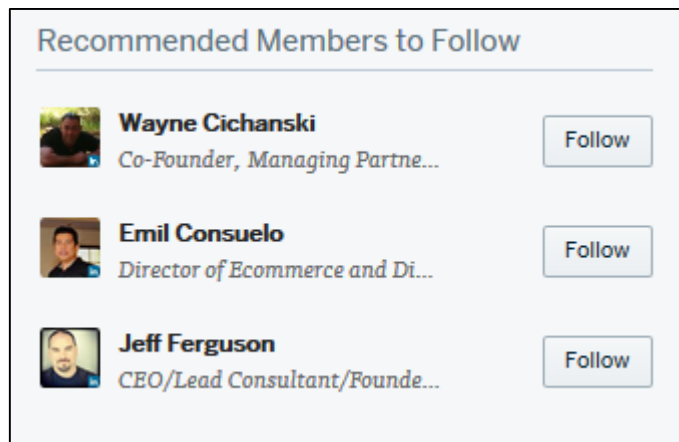 Recommended Members to Follow
Wayne Cichanski
Follow
Co-Founder, Managing Partne...
Emil Consuelo
Follow
Director of Ecommerce and Di...
Jeff Ferguson
Follow
CEO/Lead Consultant/Founde...